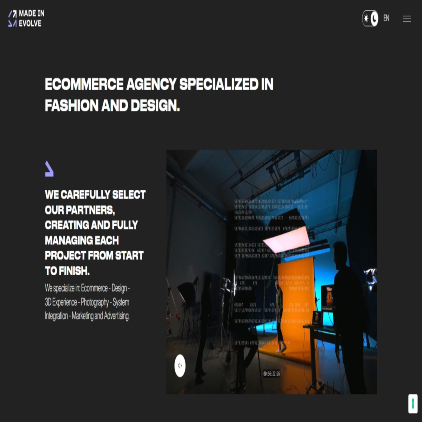 MADE IN
EVOLVE
EN
ECOMMERCE AGENCY SPECIALIZED IN
FASHION AND DESIGN.
WE CAREFULLY SELECT
OUR PARTNERS,
CREATING AND FULLY
MANAGING EACH
PROJECT FROM START
TO FINISH.
We specialize in: Ecommerce - Design -
3D Experience - Photography - System
Integration - Marketing and Advertising